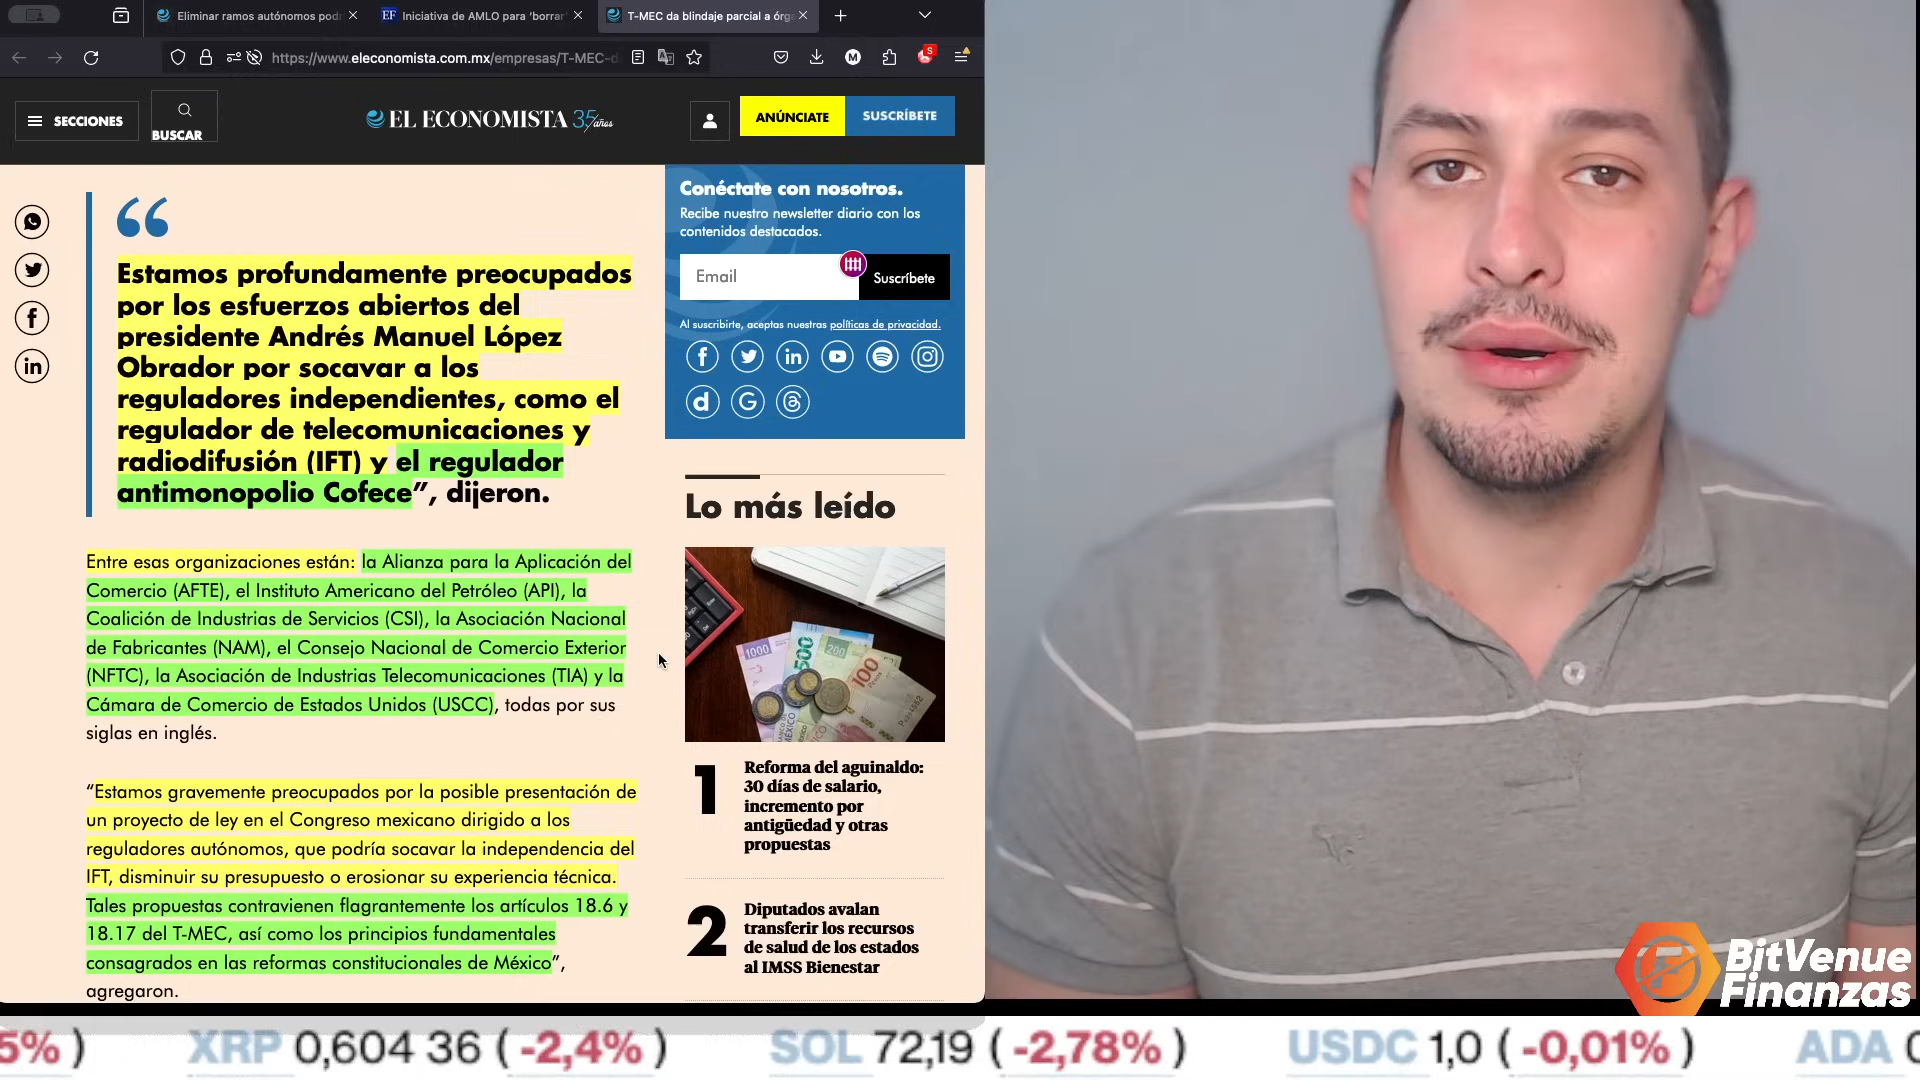 Eliminar ramos autónomos pod
EF Iniciativa de AMLO para 'borrar'
T-MEC da blindaje parcial a órga
https://www.eleconomista.com.mx/empresas/T-MEC-d
M
S
SECCIONES
BUSCAR
EL ECONOMISTA 35 años
ANÚNCIATE
SUSCRÍBETE
“
Estamos profundamente preocupados
por los esfuerzos abiertos del
presidente Andrés Manuel López
Obrador por socavar a los
reguladores independientes, como el
regulador de telecomunicaciones y
radiodifusión (IFT) y el regulador
antimonopolio Cofece”, dijeron.
Entre esas organizaciones están: la Alianza para la Aplicación del
Comercio (AFTE), el Instituto Americano del Petróleo (API), la
Coalición de Industrias de Servicios (CSI), la Asociación Nacional
de Fabricantes (NAM), el Consejo Nacional de Comercio Exterior
(NFTC), la Asociación de Industrias Telecomunicaciones (TIA) y la
Cámara de Comercio de Estados Unidos (USCC), todas por sus
siglas en inglés.
“Estamos gravemente preocupados por la posible presentación de
un proyecto de ley en el Congreso mexicano dirigido a los
reguladores autónomos, que podría socavar la independencia del
IFT, disminuir su presupuesto o erosionar su experiencia técnica.
Tales propuestas contravienen flagrantemente los artículos 18.6 y
18.17 del T-MEC, así como los principios fundamentales
consagrados en las reformas constitucionales de México”,
agregaron.
Conéctate con nosotros.
Recibe nuestro newsletter diario con los
contenidos destacados.
Email
Suscríbete
Al suscribirte, aceptas nuestras políticas de privacidad.
Lo más leído
1000
500
200
100
1
Reforma del aguinaldo:
30 días de salario,
incremento por
antigüedad y otras
propuestas
2
Diputados avalan
transferir los recursos
de salud de los estados
al IMSS Bienestar
BitVenue
Finanzas
5% ) XRP 0,604 36 ( -2,4% ) SOL 72,19 ( -2,78% ) USDC 1,0 ( -0,01% ) ADA